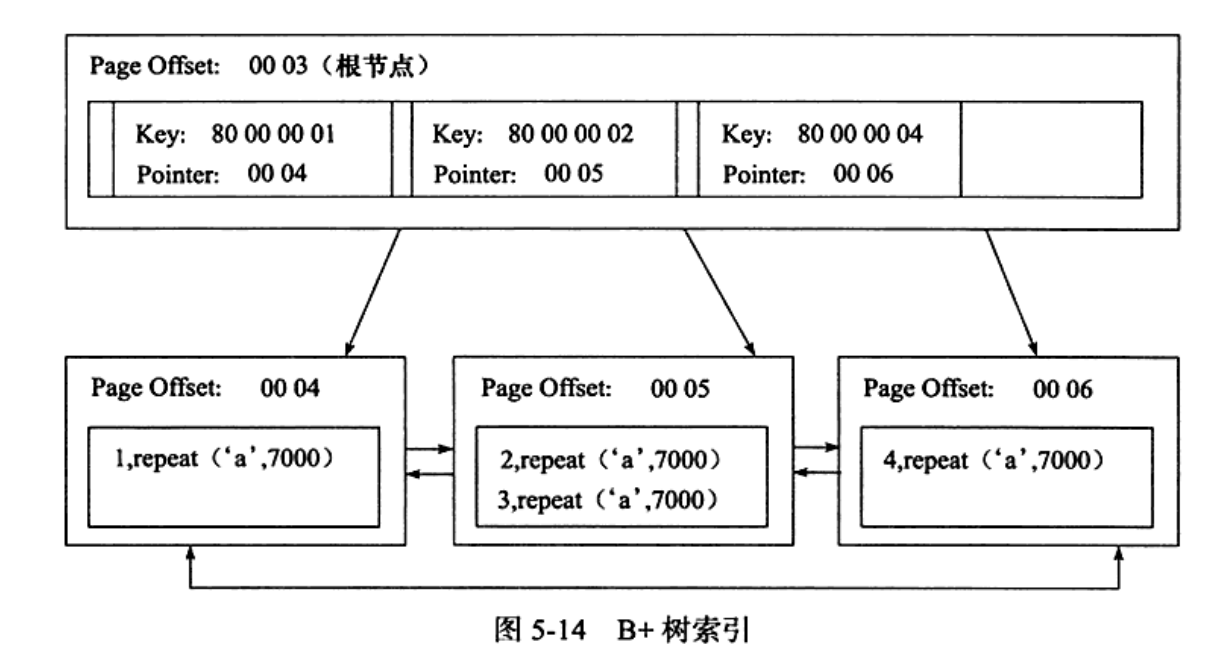 Page Offset: 00 03（根节点）
Key: 80 00 00 01
Pointer: 00 04
Key: 80 00 00 02
Pointer: 00 05
Key: 80 00 00 04
Pointer: 00 06
Page Offset: 00 04
1,repeat（‘a’,7000）
Page Offset: 00 05
2,repeat（‘a’,7000）
3,repeat（‘a’,7000）
Page Offset: 00 06
4,repeat（‘a’,7000）
图 5-14 B+ 树索引